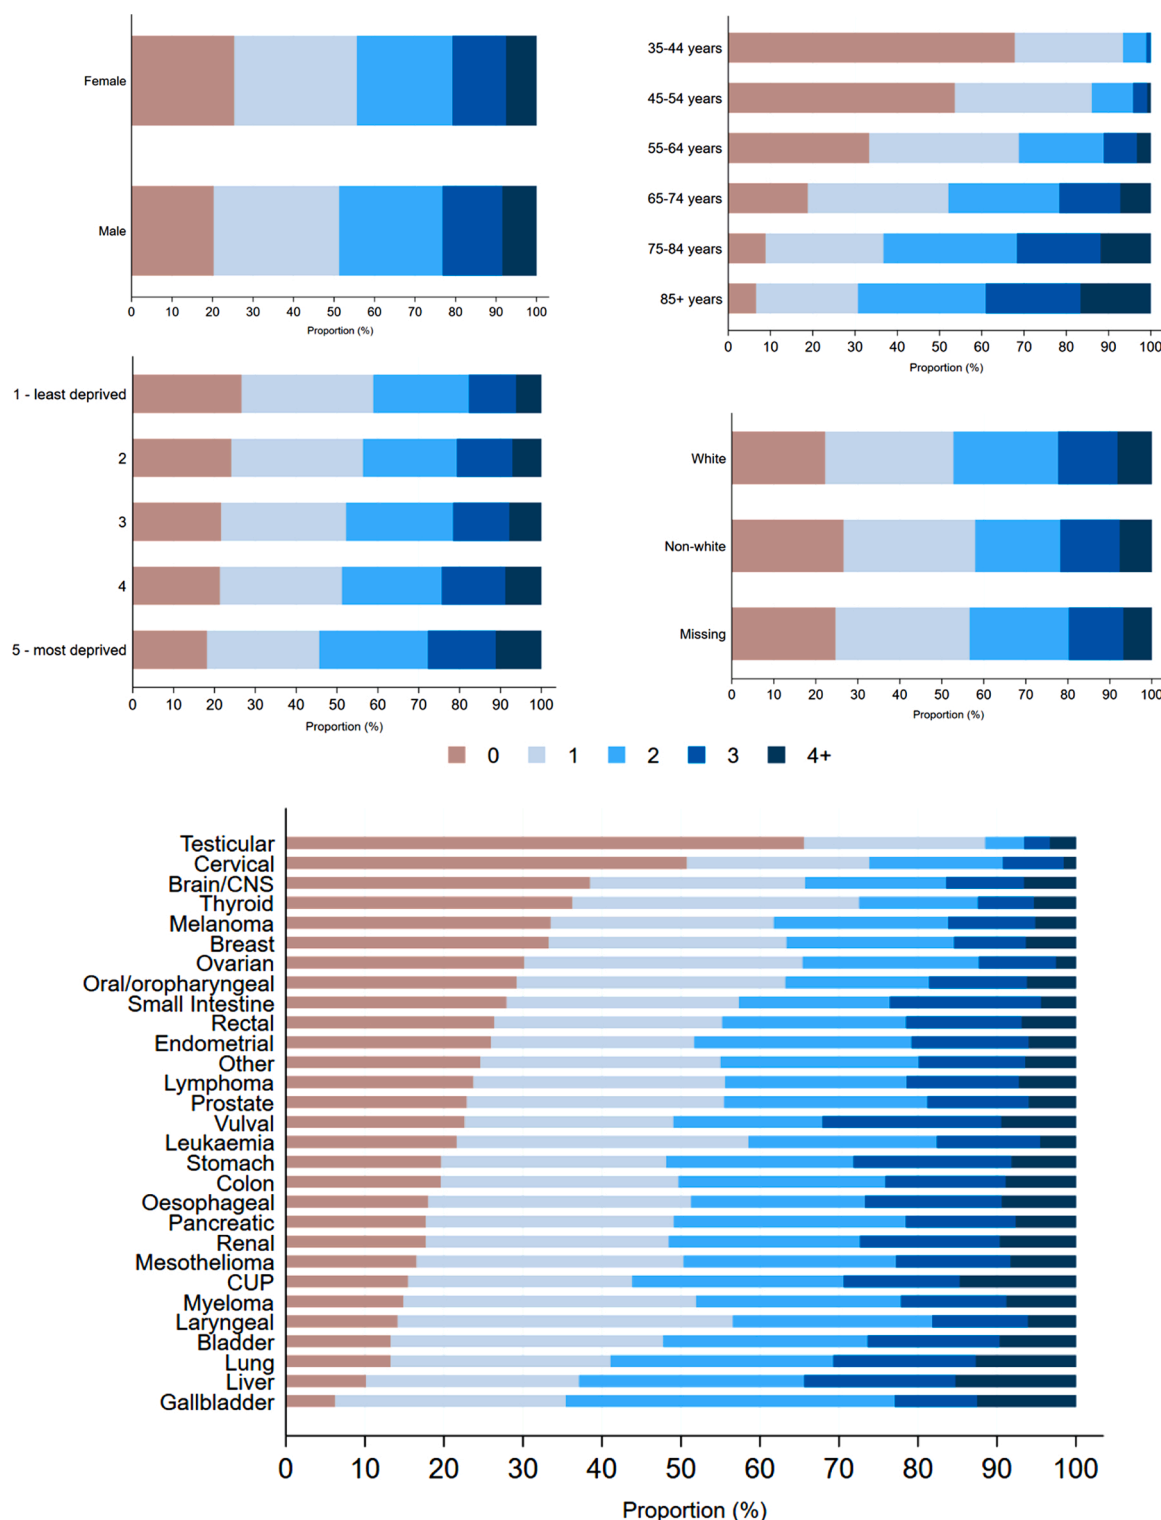 Female
Male
0 10 20 30 40 50 60 70 80 90 100
Proportion (%)
35-44 years
45-54 years
55-64 years
65-74 years
75-84 years
85+ years
0 10 20 30 40 50 60 70 80 90 100
Proportion (%)
1 - least deprived
2
3
4
5 - most deprived
0 10 20 30 40 50 60 70 80 90 100
Proportion (%)
White
Non-white
Missing
0 10 20 30 40 50 60 70 80 90 100
Proportion (%)
0 1 2 3 4+
Testicular
Cervical
Brain/CNS
Thyroid
Melanoma
Breast
Ovarian
Oral/oropharyngeal
Small Intestine
Rectal
Endometrial
Other
Lymphoma
Prostate
Vulval
Leukaemia
Stomach
Colon
Oesophageal
Pancreatic
Renal
Mesothelioma
CUP
Myeloma
Laryngeal
Bladder
Lung
Liver
Gallbladder
0 10 20 30 40 50 60 70 80 90 100
Proportion (%)